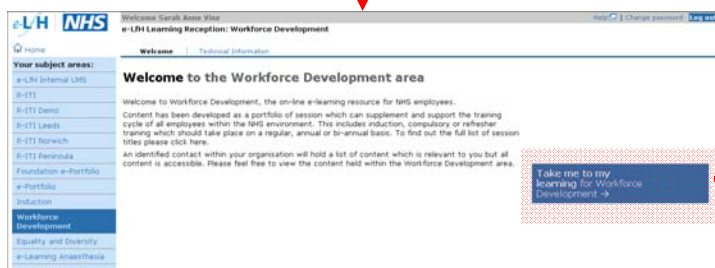 e-LfH NHS
Welcome Sarah Anne Vine
Help | Change password Log out
e-LfH Learning Reception: Workforce Development
Home
Welcome | Technical Information
Your subject areas:
e-LfH Internal LMS
R-ITI
R-ITI Demo
R-ITI Leeds
R-ITI Norwich
R-ITI Peninsula
Foundation e-Portfolio
e-Portfolio
Induction
Workforce
Development
Equality and Diversity
e-Learning Anaesthesia
Welcome to the Workforce Development area
Welcome to Workforce Development, the on-line e-learning resource for NHS employees.
Content has been developed as a portfolio of session which can supplement and support the training
cycle of all employees within the NHS environment. This includes induction, compulsory or refresher
training which should take place on a regular, annual or bi-annual basis. To find out the full list of session
titles please click here.
An identified contact within your organisation will hold a list of content which is relevant to you but all
content is accessible. Please feel free to view the content held within the Workforce Development area.
Take me to my
learning for Workforce
Development →